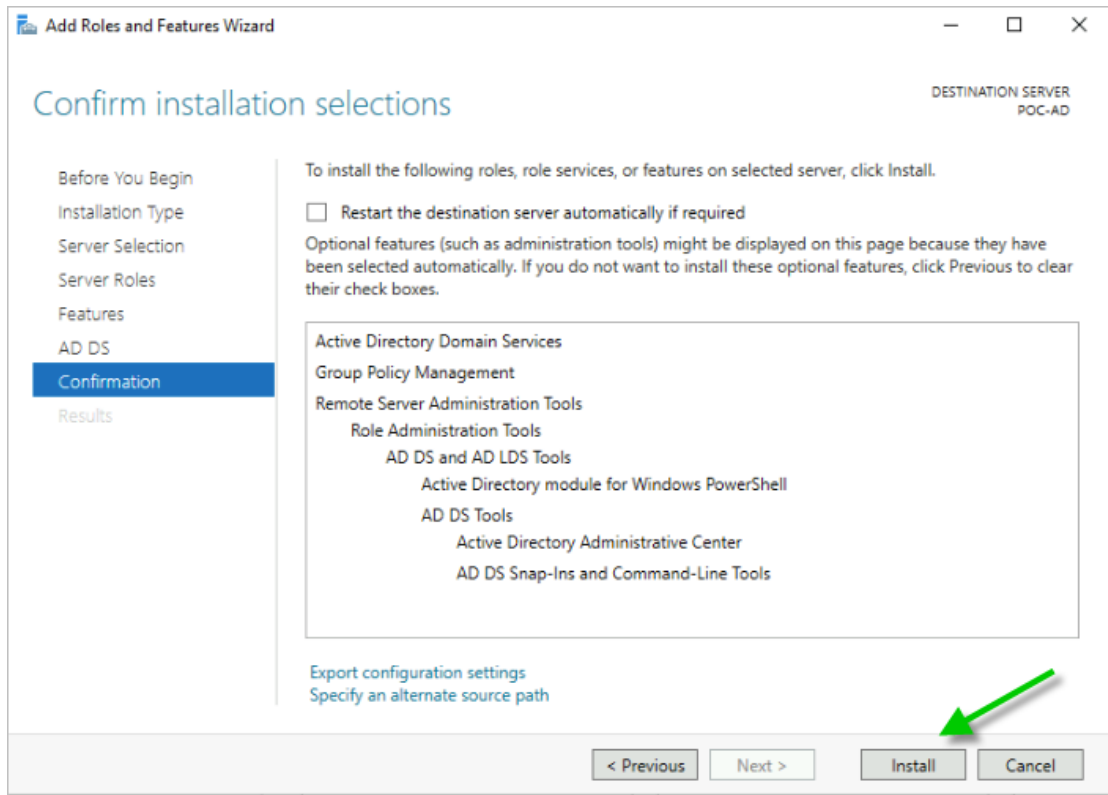 Add Roles and Features Wizard
Confirm installation selections
DESTINATION SERVER
POC-AD
Before You Begin
Installation Type
Server Selection
Server Roles
Features
AD DS
Confirmation
Results
To install the following roles, role services, or features on selected server, click Install.
Restart the destination server automatically if required
Optional features (such as administration tools) might be displayed on this page because they have
been selected automatically. If you do not want to install these optional features, click Previous to clear
their check boxes.
Active Directory Domain Services
Group Policy Management
Remote Server Administration Tools
Role Administration Tools
AD DS and AD LDS Tools
Active Directory module for Windows PowerShell
AD DS Tools
Active Directory Administrative Center
AD DS Snap-Ins and Command-Line Tools
Export configuration settings
Specify an alternate source path
< Previous
Next >
Install
Cancel